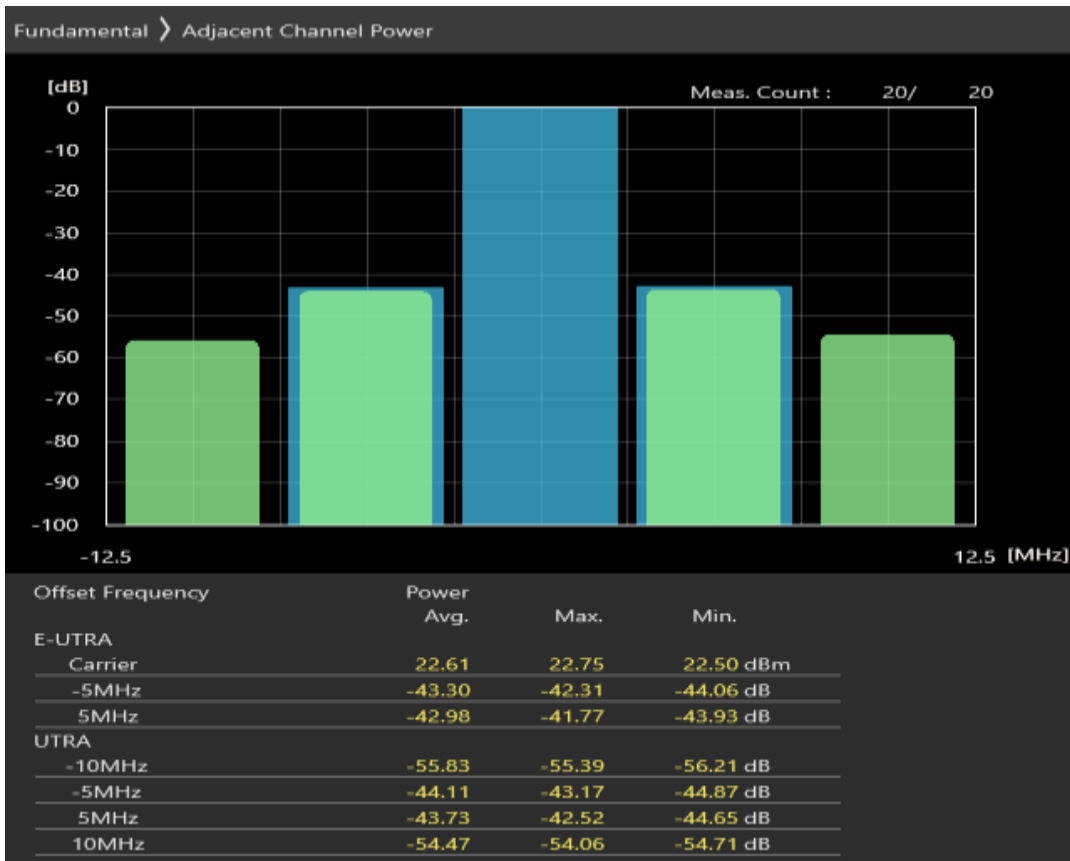 Fundamental 〉 Adjacent Channel Power
[dB]
Meas. Count : 20/ 20
0
-10
-20
-30
-40
-50
-60
-70
-80
-90
-100
-12.5 12.5 [MHz]
Offset Frequency Power
Avg. Max. Min.
E-UTRA
Carrier 22.61 22.75 22.50 dBm
-5MHz -43.30 -42.31 -44.06 dB
5MHz -42.98 -41.77 -43.93 dB
UTRA
-10MHz -55.83 -55.39 -56.21 dB
-5MHz -44.11 -43.17 -44.87 dB
5MHz -43.73 -42.52 -44.65 dB
10MHz -54.47 -54.06 -54.71 dB